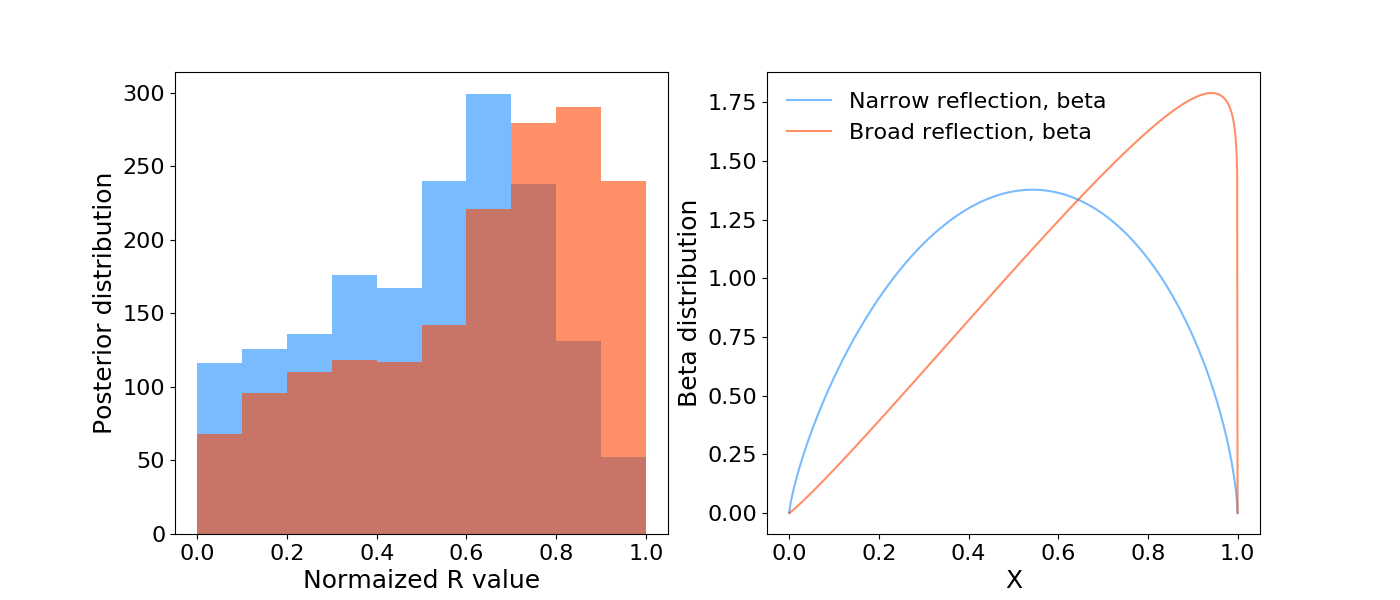 300
250
200
150
100
50
0
Posterior distribution
0.0 0.2 0.4 0.6 0.8 1.0
Normaized R value
Narrow reflection, beta
Broad reflection, beta
1.75
1.50
1.25
1.00
0.75
0.50
0.25
0.00
Beta distribution
0.0 0.2 0.4 0.6 0.8 1.0
X